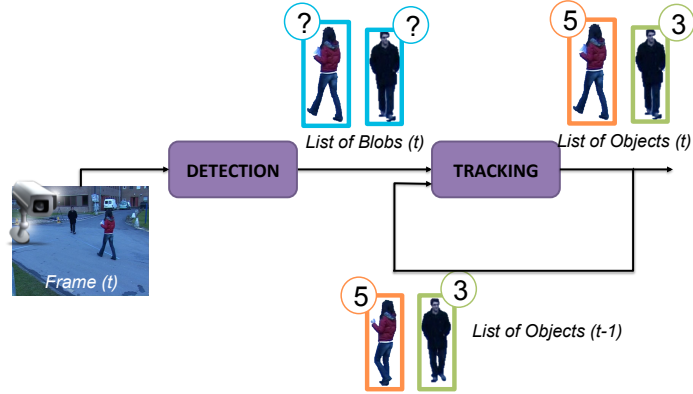 ? ?
5 3
List of Blobs (t)
List of Objects (t)
DETECTION
TRACKING
Frame (t)
5 3
List of Objects (t-1)